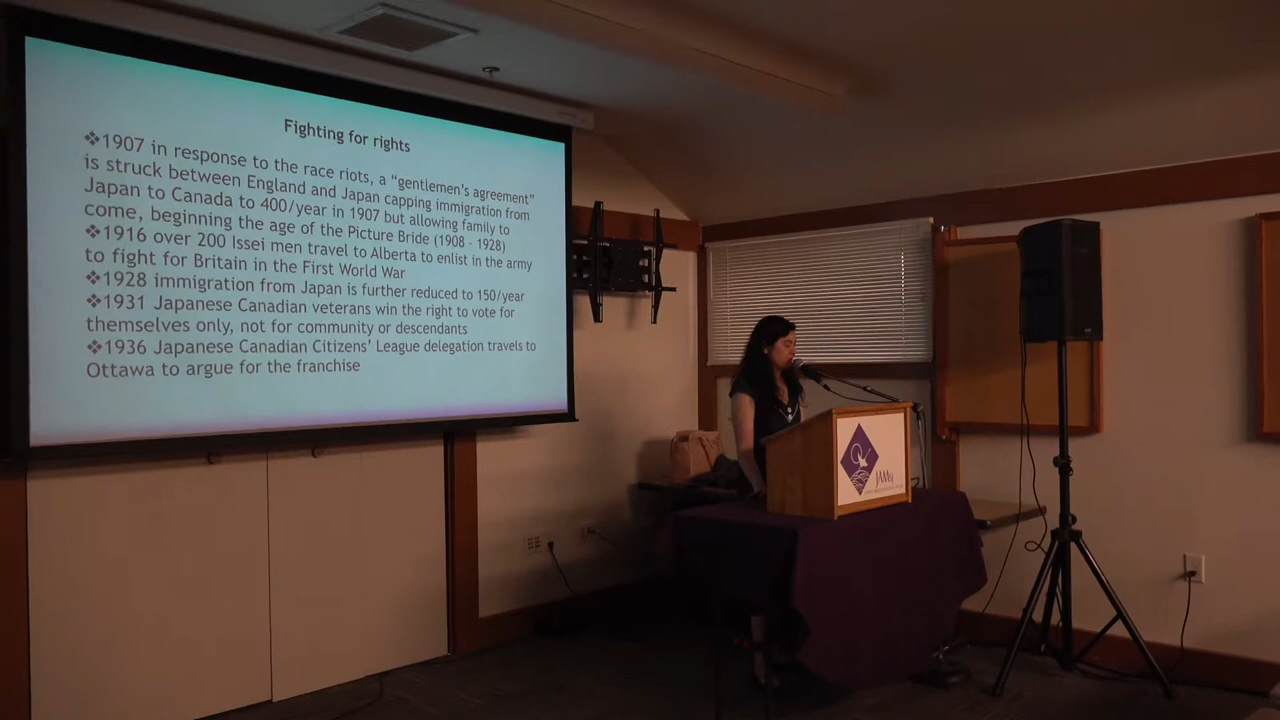 Fighting for rights
❖1907 in response to the race riots, a “gentlemen’s agreement”
is struck between England and Japan capping immigration from
Japan to Canada to 400/year in 1907 but allowing family to
come, beginning the age of the Picture Bride (1908 - 1928)
❖1916 over 200 Issei men travel to Alberta to enlist in the army
to fight for Britain in the First World War
❖1928 immigration from Japan is further reduced to 150/year
❖1931 Japanese Canadian veterans win the right to vote for
themselves only, not for community or descendants
❖1936 Japanese Canadian Citizens’ League delegation travels to
Ottawa to argue for the franchise